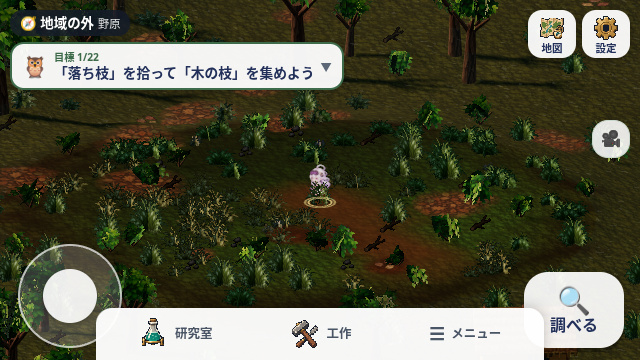 地域の外 野原
地図
設定
目標 1/22
「落ち枝」を拾って「木の枝」を集めよう
調べる
研究室
工作
メニュー